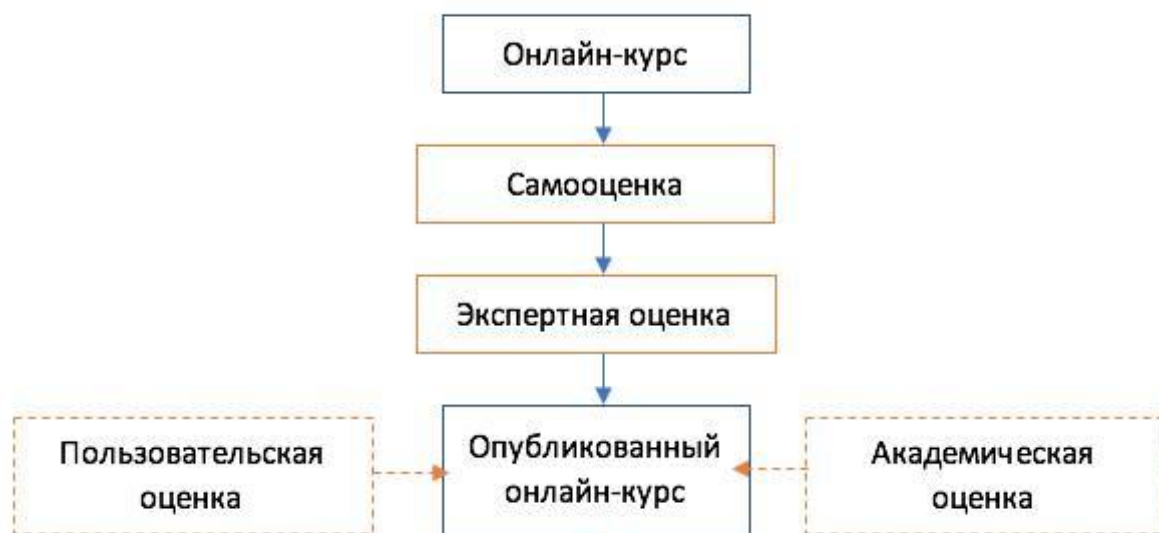 Онлайн-курс
Самооценка
Экспертная оценка
Пользовательская
оценка
Опубликованный
онлайн-курс
Академическая
оценка